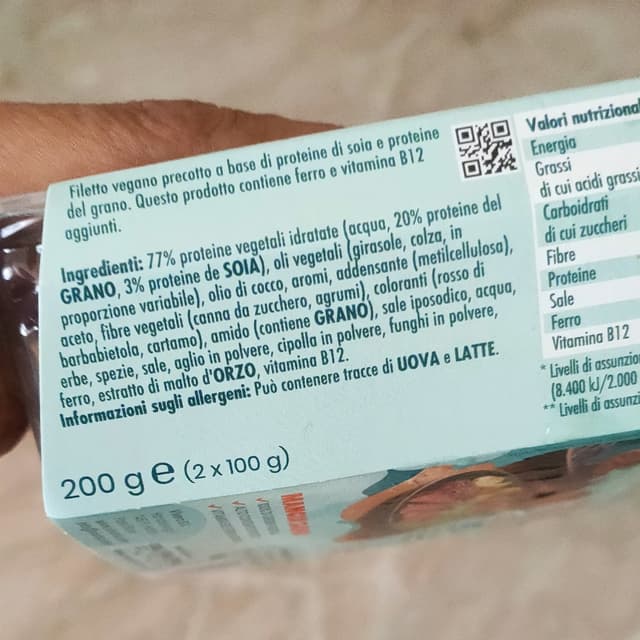 Filetto vegano precotto a base di proteine di soia e proteine
del grano. Questo prodotto contiene ferro e vitamina B12
aggiunti.
Ingredienti: 77% proteine vegetali idratate (acqua, 20% proteine del
GRANO, 3% proteine de SOIA), oli vegetali (girasole, colza, in
proporzione variabile), olio di cocco, aromi, addensante (metilcellulosa),
aceto, fibre vegetali (canna da zucchero, agrumi), coloranti (rosso di
barbabietola, cartamo), amido (contiene GRANO), sale iposodico, acqua,
erbe, spezie, sale, aglio in polvere, cipolla in polvere, funghi in polvere,
ferro, estratto di malto d'ORZO, vitamina B12.
Informazioni sugli allergeni: Può contenere tracce di UOVA e LATTE.
200 g e (2 x 100 g)
Valori nutrizional
Energia
Grassi
di cui acidi grassi
Carboidrati
di cui zuccheri
Fibre
Proteine
Sale
Ferro
Vitamina B12
* Livelli di assunzio
(8.400 kJ/2.000
** Livelli di assunzi